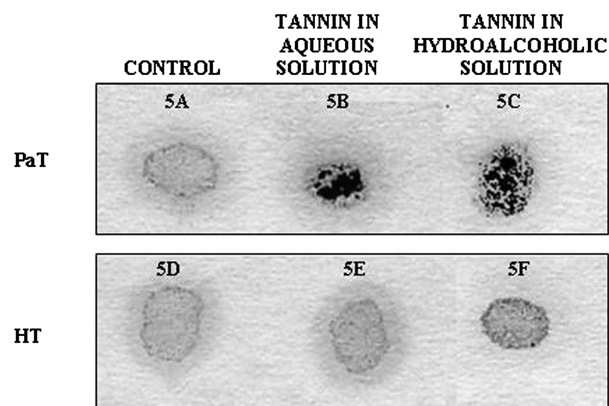 CONTROL
TANNIN IN
AQUEOUS
SOLUTION
TANNIN IN
HYDROALCOHOLIC
SOLUTION
PaT
5A
5B
5C
HT
5D
5E
5F